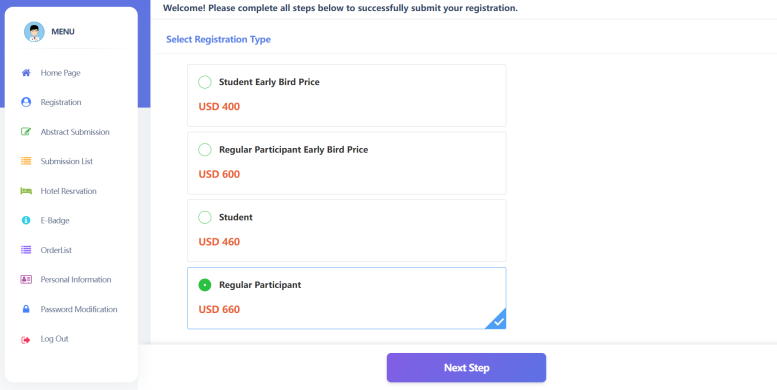 MENU
Home Page
Registration
Abstract Submission
Submission List
Hotel Resrvation
E-Badge
OrderList
Personal Information
Password Modification
Log Out
Welcome! Please complete all steps below to successfully submit your registration.
Select Registration Type
Student Early Bird Price
USD 400
Regular Participant Early Bird Price
USD 600
Student
USD 460
Regular Participant
USD 660
Next Step